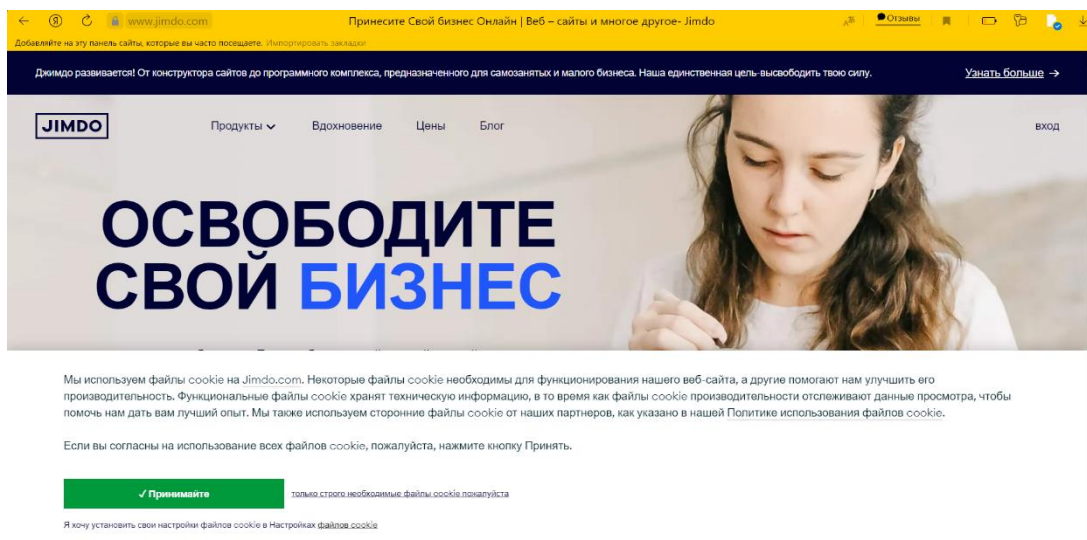 www.jimdo.com
Принесите Свой бизнес Онлайн | Веб – сайты и многое другое- Jimdo
Отзывы
Добавляйте на эту панель сайты, которые вы часто посещаете. Импортировать закладки
Джимдо развивается! От конструктора сайтов до программного комплекса, предназначенного для самозанятых и малого бизнеса. Наша единственная цель-высвободить твою силу.
Узнать больше →
JIMDO
Продукты
Вдохновение
Цены
Блог
вход
ОСВОБОДИТЕ
СВОЙ БИЗНЕС
Мы используем файлы cookie на Jimdo.com. Некоторые файлы cookie необходимы для функционирования нашего веб-сайта, а другие помогают нам улучшить его
производительность. Функциональные файлы cookie хранят техническую информацию, в то время как файлы cookie производительности отслеживают данные просмотра, чтобы
помочь нам дать вам лучший опыт. Мы также используем сторонние файлы cookie от наших партнеров, как указано в нашей Политике использования файлов cookie.
Если вы согласны на использование всех файлов cookie, пожалуйста, нажмите кнопку Принять.
✓ Принимайте
только строго необходимые файлы cookie пожалуйста
Я хочу установить свои настройки файлов cookie в Настройках файлов cookie